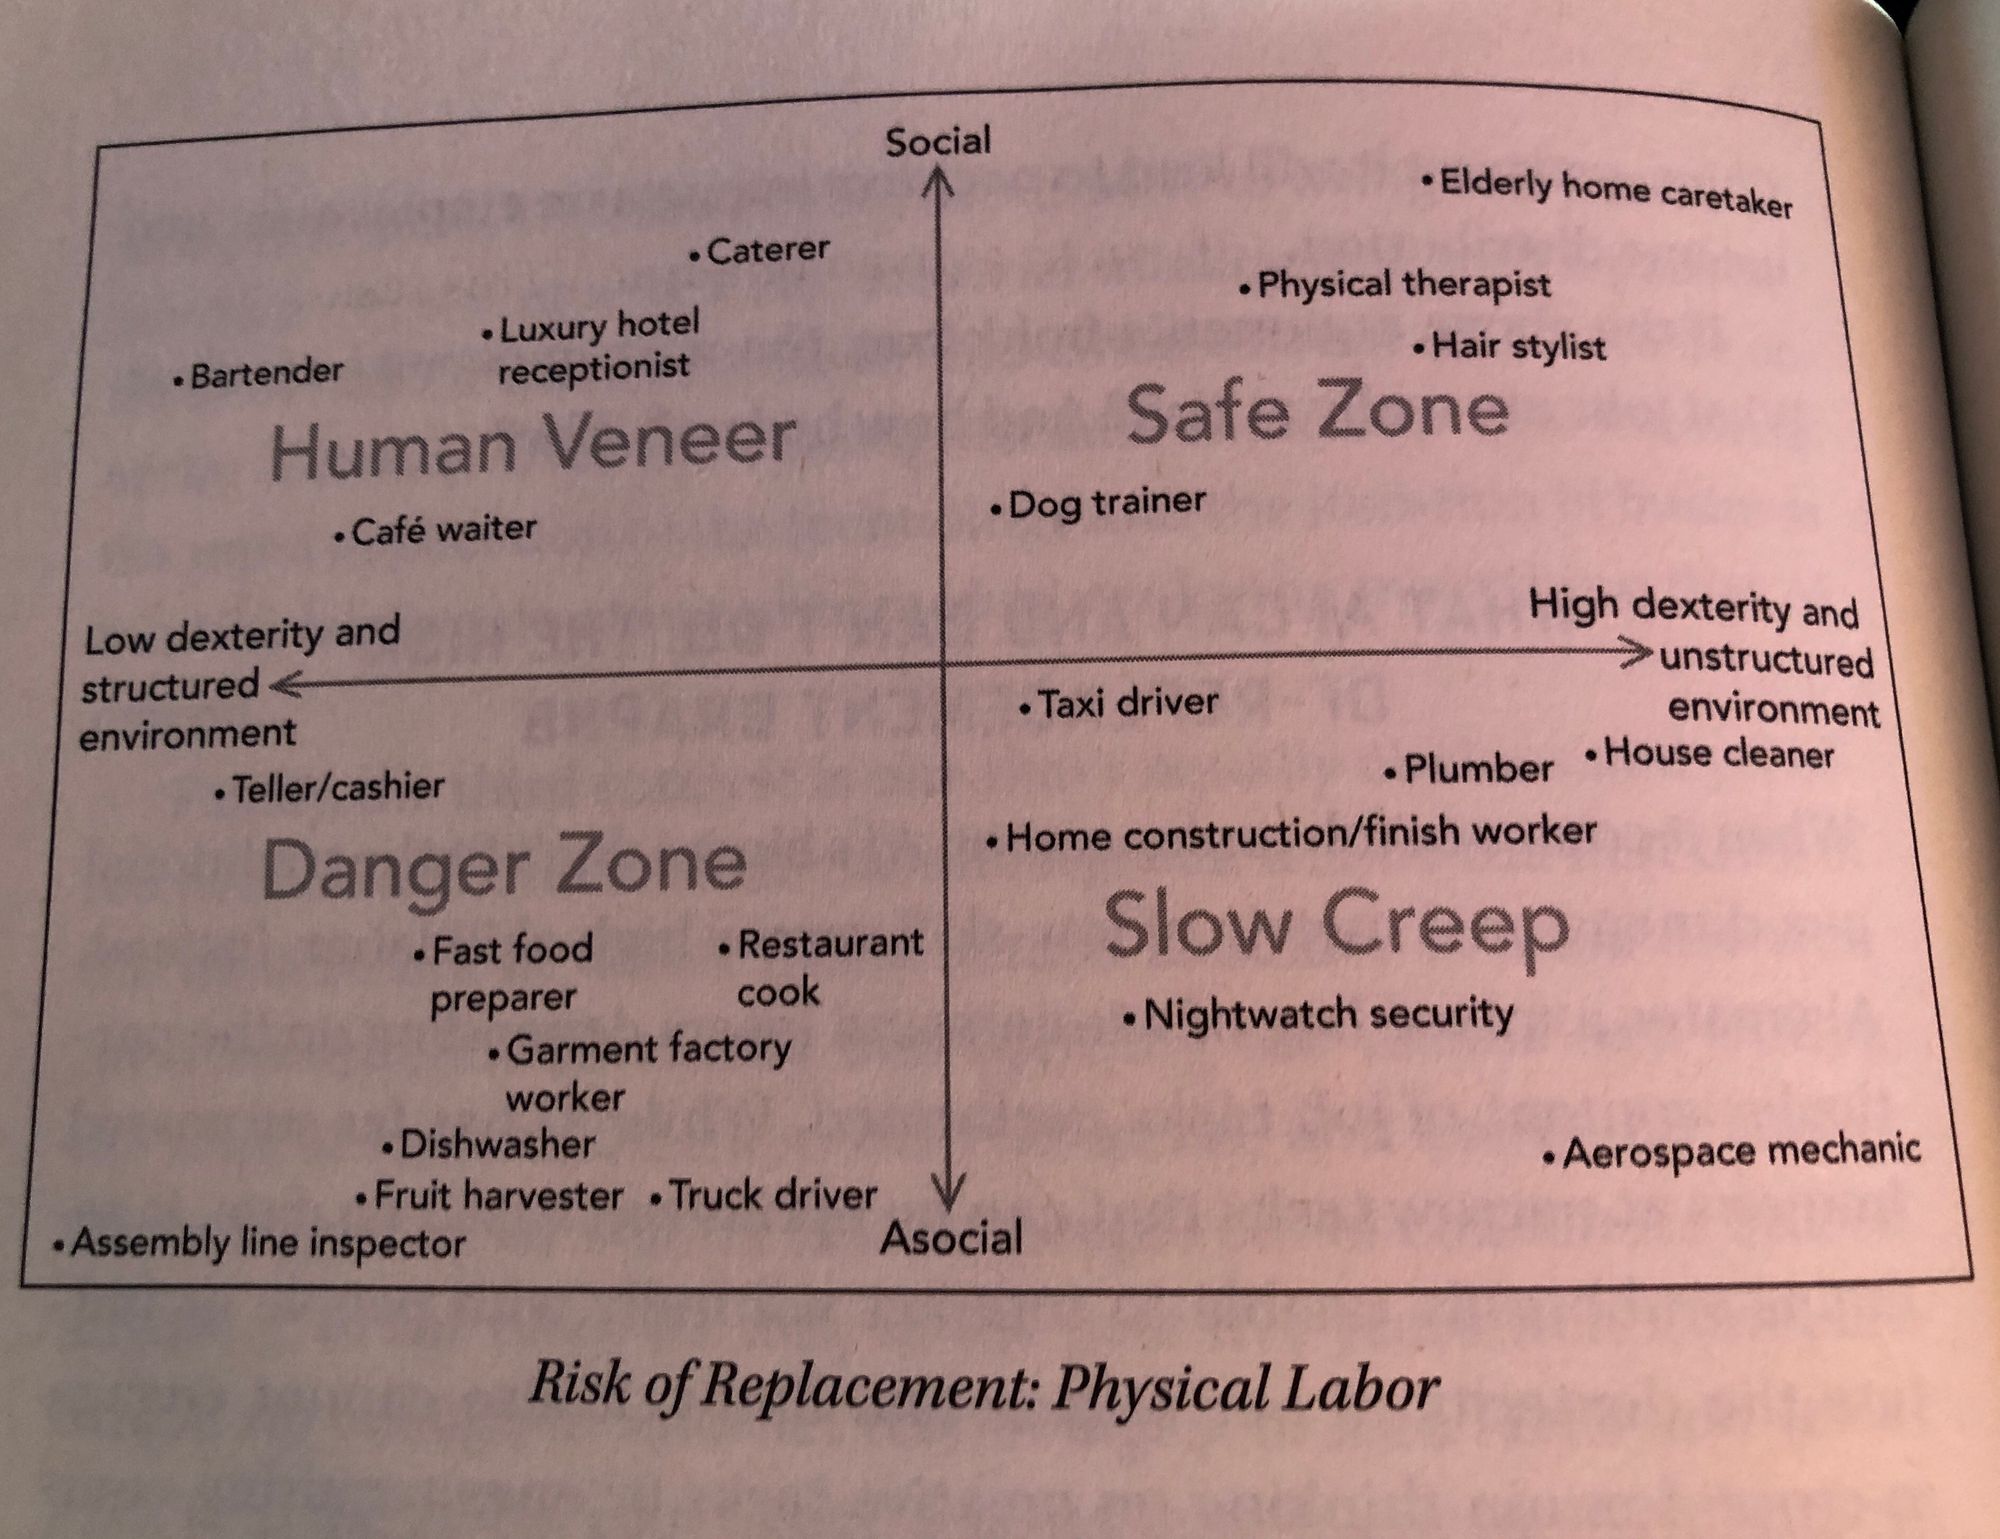 Social
• Elderly home caretaker
• Caterer
• Physical therapist
• Luxury hotel
receptionist
• Hair stylist
• Bartender
Human Veneer
Safe Zone
• Café waiter
• Dog trainer
Low dexterity and
structured
environment
High dexterity and
unstructured
environment
• Taxi driver
• House cleaner
• Plumber
• Teller/cashier
• Home construction/finish worker
Danger Zone
Slow Creep
• Fast food
preparer
• Restaurant
cook
• Nightwatch security
• Garment factory
worker
• Dishwasher
• Aerospace mechanic
• Fruit harvester
• Truck driver
• Assembly line inspector
Asocial
Risk of Replacement: Physical Labor